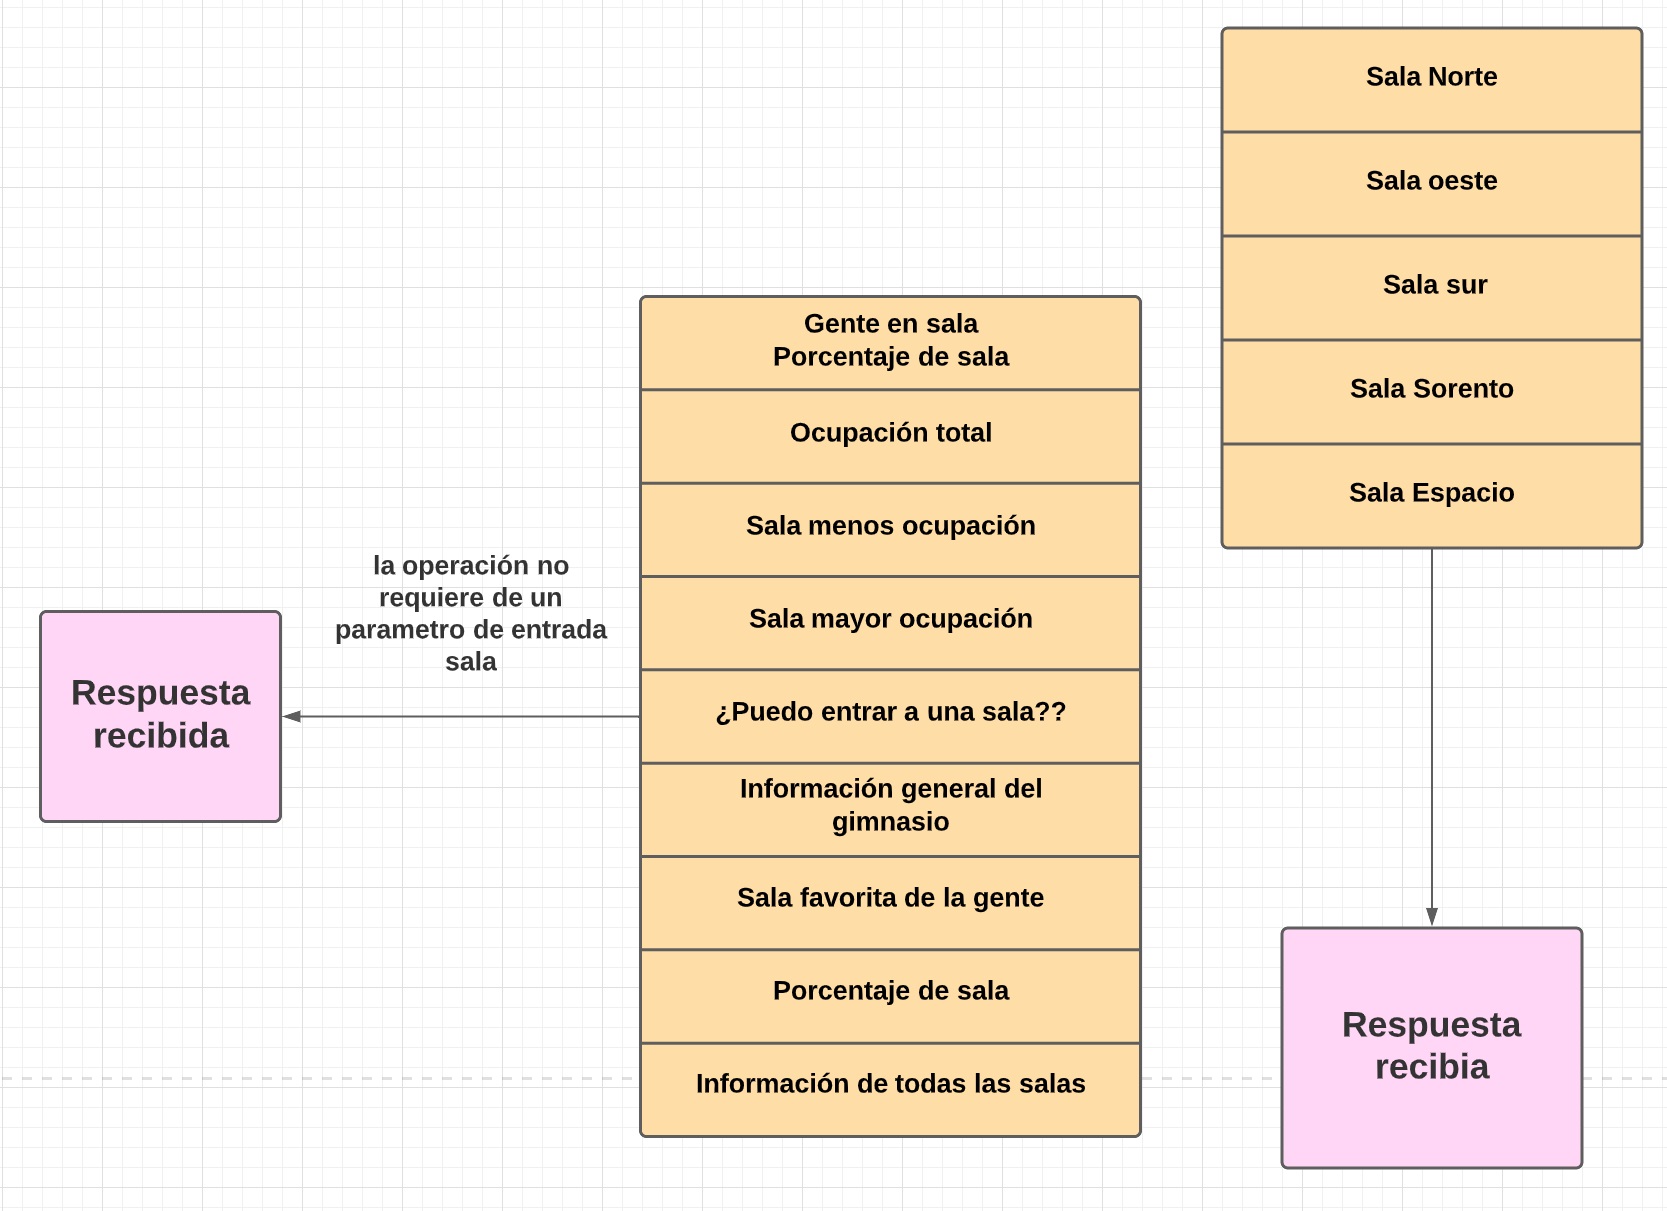 Sala Norte
Sala oeste
Sala sur
Sala Sorento
Sala Espacio
Gente en sala
Porcentaje de sala
Ocupación total
Sala menos ocupación
Sala mayor ocupación
¿Puedo entrar a una sala??
Información general del
gimnasio
Sala favorita de la gente
Porcentaje de sala
Información de todas las salas
la operación no
requiere de un
parametro de entrada
sala
Respuesta
recibida
Respuesta
recibia